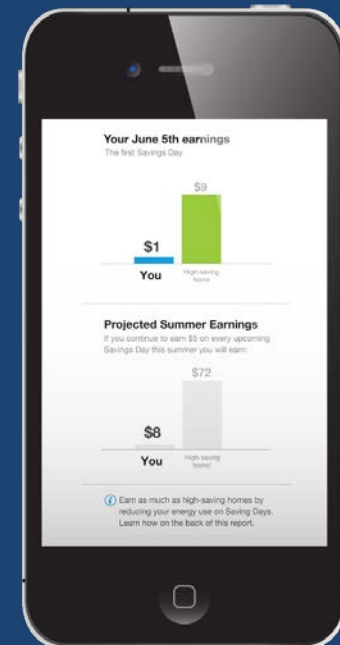 Your June 5th earnings
The first Savings Day
$9
$1
You
High-saving
home
Projected Summer Earnings
If you continue to earn $5 on every upcoming
Savings Day this summer you will earn:
$72
$8
You
High-saving
home*
i Earn as much as high-saving homes by
reducing your energy use on Saving Days.
Learn how on the back of this report.